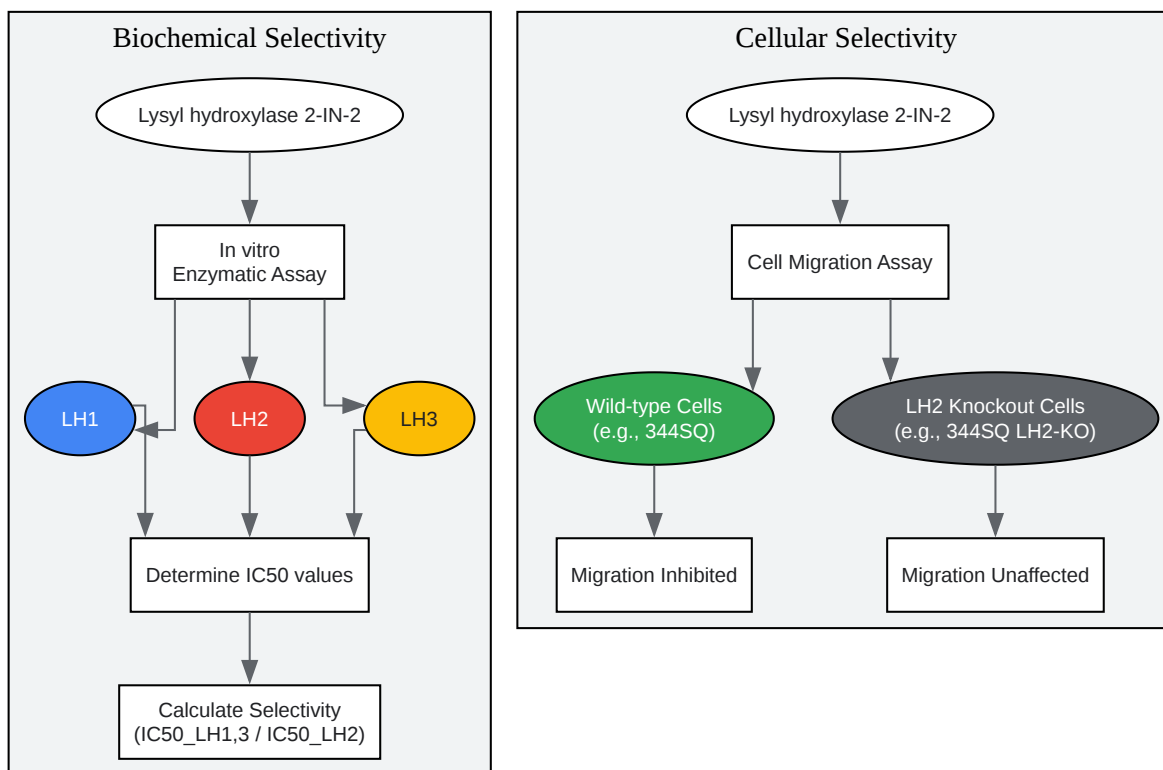 Biochemical Selectivity
Lysyl hydroxylase 2-IN-2
In vitro
Enzymatic Assay
LH1
LH2
LH3
Determine IC50 values
Calculate Selectivity
(IC50_LH1,3 / IC50_LH2)
Cellular Selectivity
Lysyl hydroxylase 2-IN-2
Cell Migration Assay
Wild-type Cells
(e.g., 344SQ)
LH2 Knockout Cells
(e.g., 344SQ LH2-KO)
Migration Inhibited
Migration Unaffected